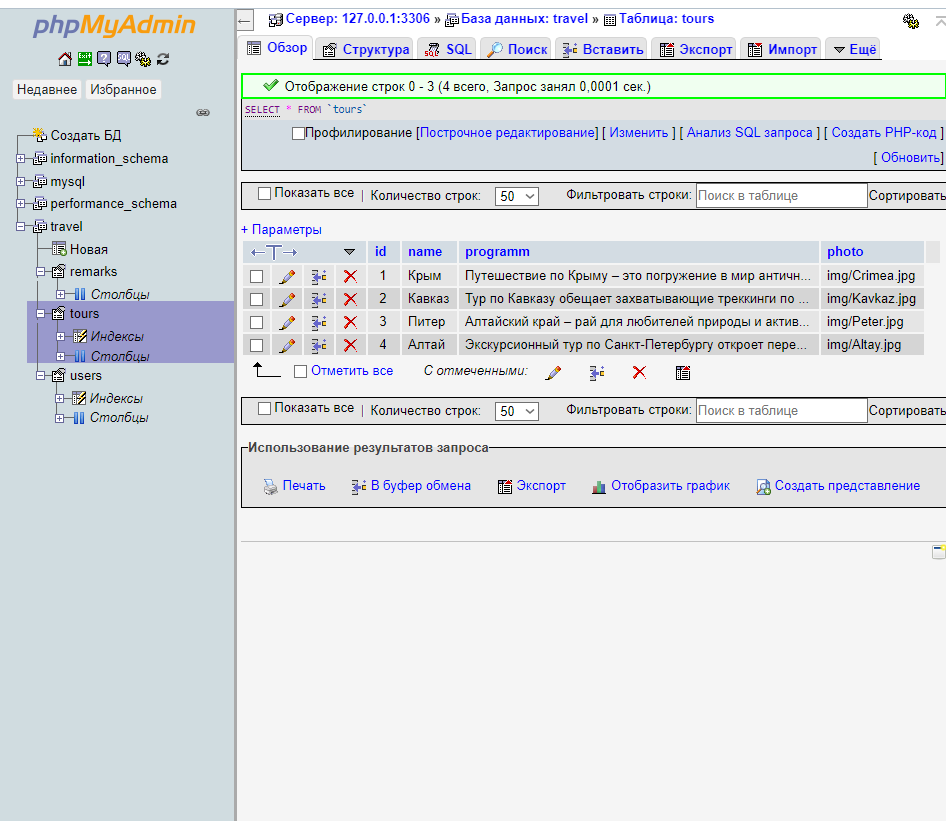 phpMyAdmin
Недавнее Избранное
Создать БД
information_schema
mysql
performance_schema
travel
Новая
remarks
Столбцы
tours
Индексы
Столбцы
users
Индексы
Столбцы
← Сервер: 127.0.0.1:3306 » База данных: travel » Таблица: tours
Обзор Структура SQL Поиск Вставить Экспорт Импорт Ещё
Отображение строк 0 - 3 (4 всего, Запрос занял 0,0001 сек.)
SELECT * FROM `tours`
Профилирование [Построчное редактирование] [ Изменить ] [ Анализ SQL запроса ] [ Создать PHP-код ]
[ Обновить]
Показать все | Количество строк: 50 Фильтровать строки: Поиск в таблице Сортировать
+ Параметры
←T→ id name programm photo
1 Крым Путешествие по Крыму – это погружение в мир античн... img/Crimea.jpg
2 Кавказ Тур по Кавказу обещает захватывающие треккинги по ... img/Kavkaz.jpg
3 Питер Алтайский край – рай для любителей природы и актив... img/Peter.jpg
4 Алтай Экскурсионный тур по Санкт-Петербургу откроет пере... img/Altay.jpg
Отметить все С отмеченными:
Показать все | Количество строк: 50 Фильтровать строки: Поиск в таблице Сортировать
Использование результатов запроса
Печать В буфер обмена Экспорт Отобразить график Создать представление